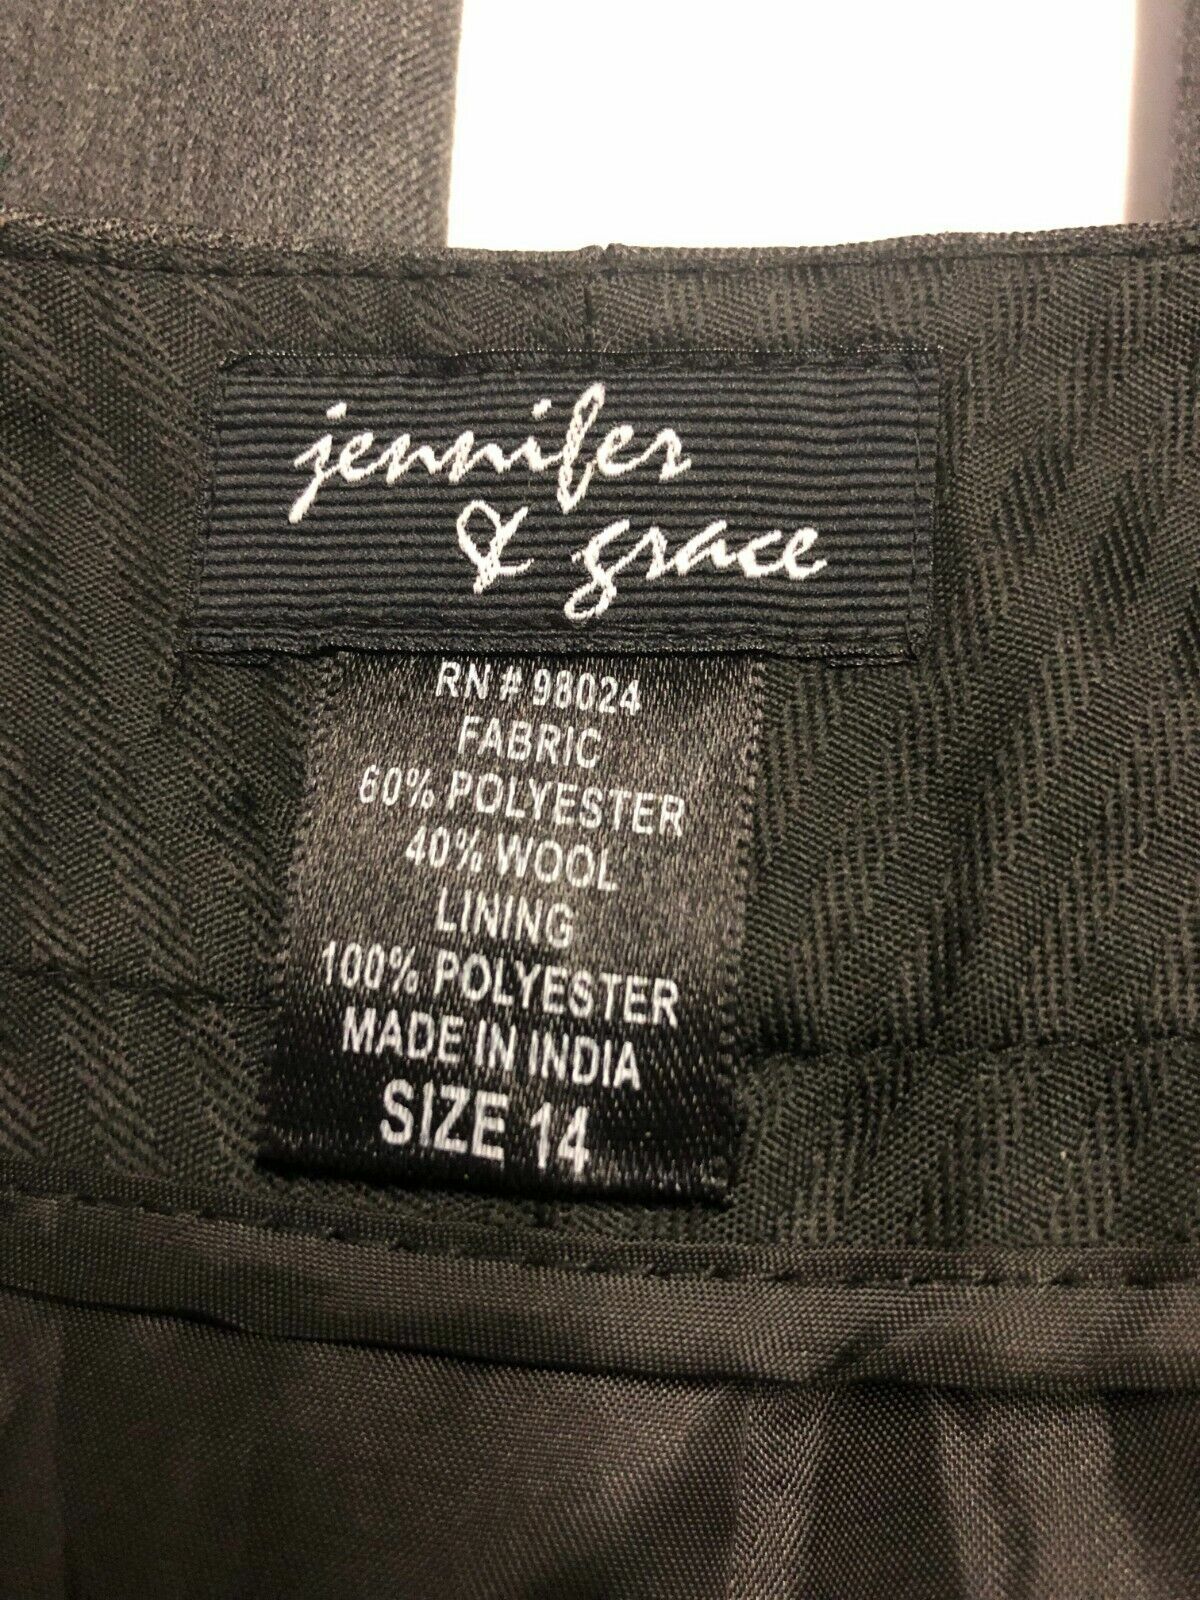 jennifer
& grace
RN # 98024
FABRIC
60% POLYESTER
40% WOOL
LINING
100% POLYESTER
MADE IN INDIA
SIZE 14